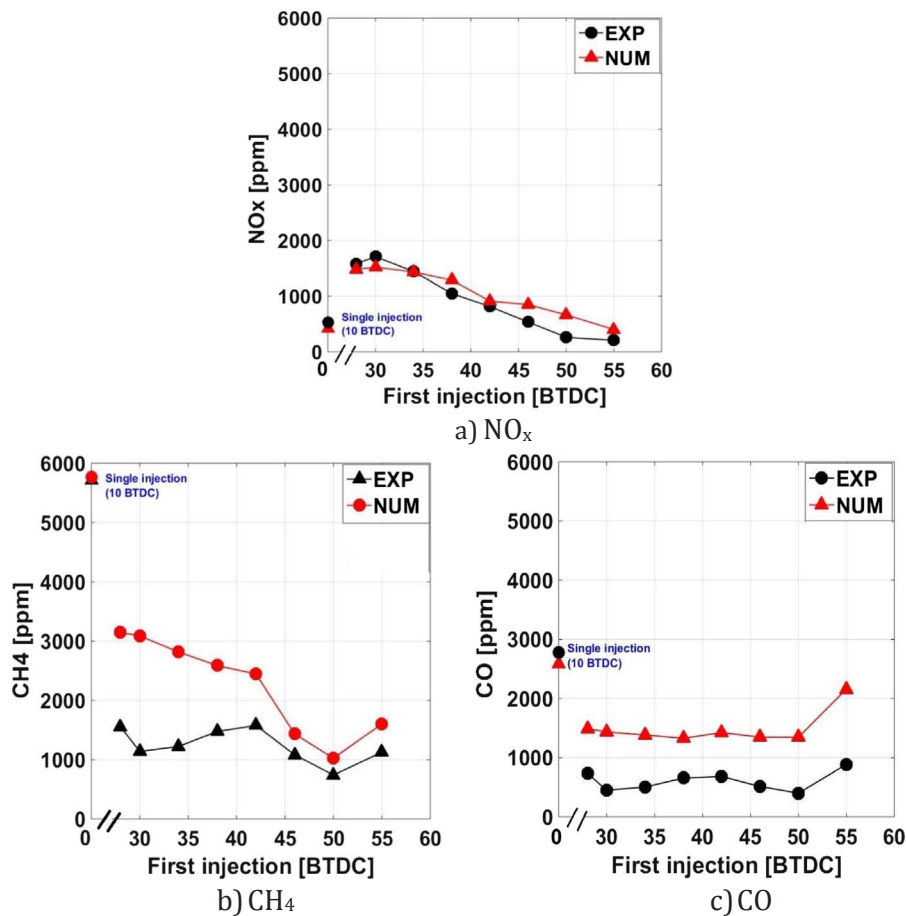 6000
5000
4000
3000
2000
1000
0
NOx [ppm]
EXP
NUM
Single injection
(10 BTDC)
0 // 30 35 40 45 50 55 60
First injection [BTDC]
a) NOₓ
6000
5000
4000
3000
2000
1000
0
CH4 [ppm]
EXP
NUM
Single injection
(10 BTDC)
0 // 30 35 40 45 50 55 60
First injection [BTDC]
b) CH₄
6000
5000
4000
3000
2000
1000
0
CO [ppm]
EXP
NUM
Single injection
(10 BTDC)
0 // 30 35 40 45 50 55 60
First injection [BTDC]
c) CO